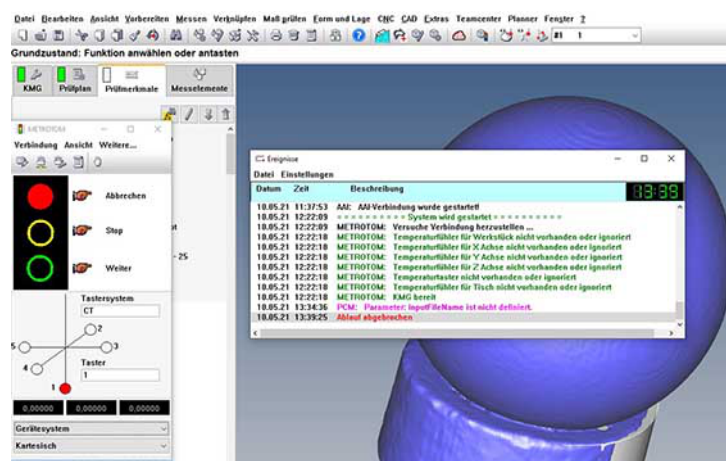 Datei Bearbeiten Ansicht Vorbereiten Messen Verknüpfen Maß prüfen Form und Lage CNC CAD Extras Teamcenter Planner Fenster ?
#1 1
Grundzustand: Funktion anwählen oder antasten
KMG Prüfplan Prüfmerkmale Messelemente
METROTOM
Verbindung Ansicht Weitere...
Abbrechen
Stop
Weiter
- 25
Tastersystem
CT
2
5 3
Taster
4
1
1
0,00000 0,00000 0,00000
Gerätesystem
Kartesisch
Ereignisse
Datei Einstellungen
Datum Zeit Beschreibung 13:39
10.05.21 11:37:53 AAI: AAI-Verbindung wurde gestartet!
10.05.21 12:22:09 = = = = = = = = = = System wird gestartet = = = = = = = = = =
10.05.21 12:22:09 METROTOM: Versuche Verbindung herzustellen ...
10.05.21 12:22:18 METROTOM: Temperaturfühler für Werkstück nicht vorhanden oder ignoriert
10.05.21 12:22:18 METROTOM: Temperaturfühler für X Achse nicht vorhanden oder ignoriert
10.05.21 12:22:18 METROTOM: Temperaturfühler für Y Achse nicht vorhanden oder ignoriert
10.05.21 12:22:18 METROTOM: Temperaturfühler für Z Achse nicht vorhanden oder ignoriert
10.05.21 12:22:18 METROTOM: Temperaturtaster nicht vorhanden oder ignoriert
10.05.21 12:22:18 METROTOM: Temperaturfühler für Tisch nicht vorhanden oder ignoriert
10.05.21 12:22:18 METROTOM: KMG bereit
10.05.21 13:34:36 PCM: Parameter: inputFileName ist nicht definiert.
10.05.21 13:39:25 Ablauf abgebrochen